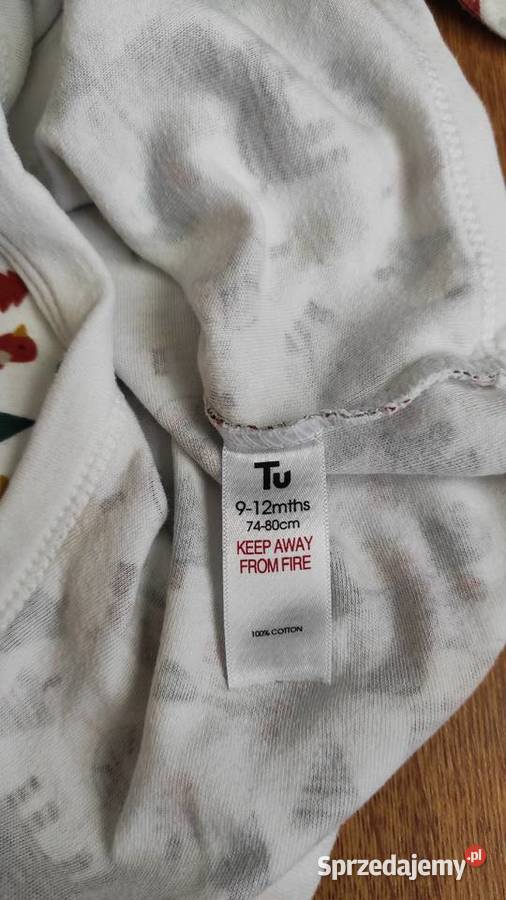 Tu
9-12mths
74-80cm
KEEP AWAY
FROM FIRE
100% COTTON
Sprzedajemy.pl